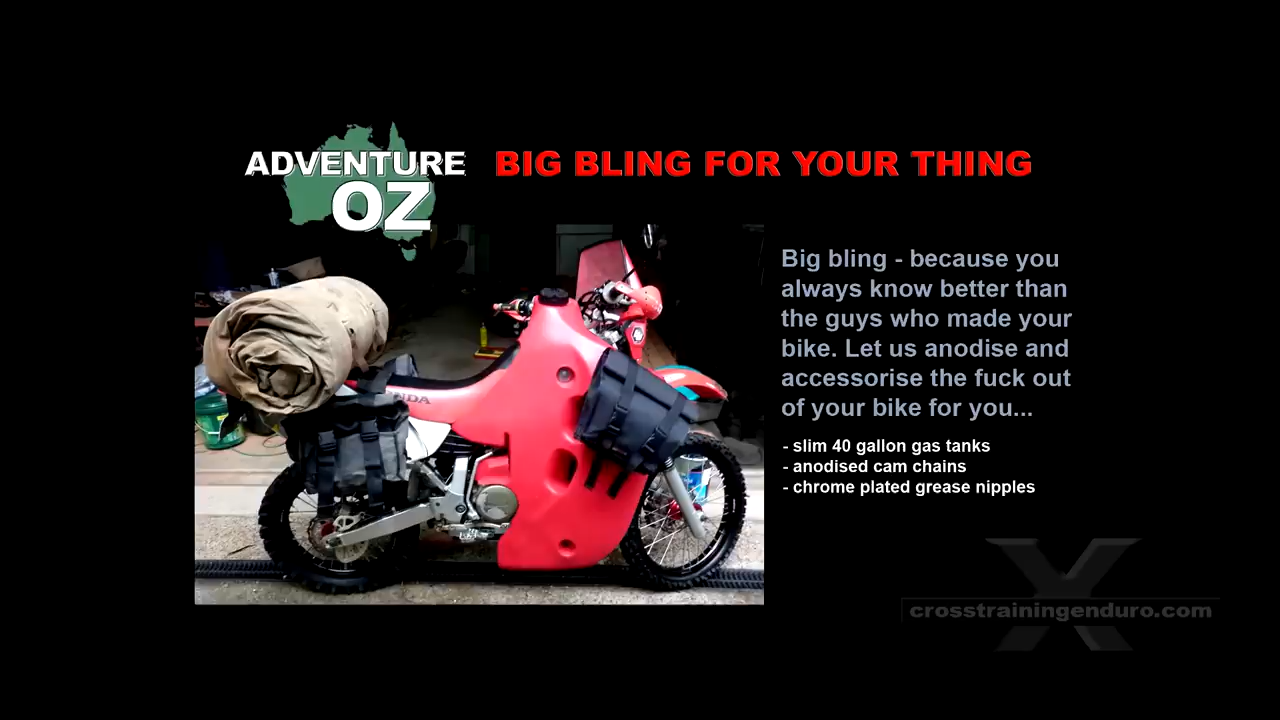 ADVENTURE
OZ
BIG BLING FOR YOUR THING
Big bling - because you
always know better than
the guys who made your
bike. Let us anodise and
accessorise the fuck out
of your bike for you...
- slim 40 gallon gas tanks
- anodised cam chains
- chrome plated grease nipples
X
crosstrainingenduro.com